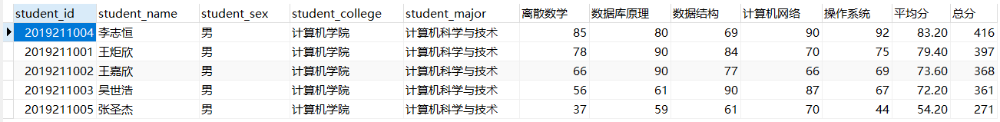 student_id student_name student_sex student_college student_major 离散数学 数据库原理 数据结构 计算机网络 操作系统 平均分 总分
2019211004 李志恒 男 计算机学院 计算机科学与技术 85 80 69 90 92 83.20 416
2019211001 王炬欣 男 计算机学院 计算机科学与技术 78 90 84 70 75 79.40 397
2019211002 王嘉欣 男 计算机学院 计算机科学与技术 66 90 77 66 69 73.60 368
2019211003 吴世浩 男 计算机学院 计算机科学与技术 56 61 90 87 67 72.20 361
2019211005 张圣杰 男 计算机学院 计算机科学与技术 37 59 61 70 44 54.20 271